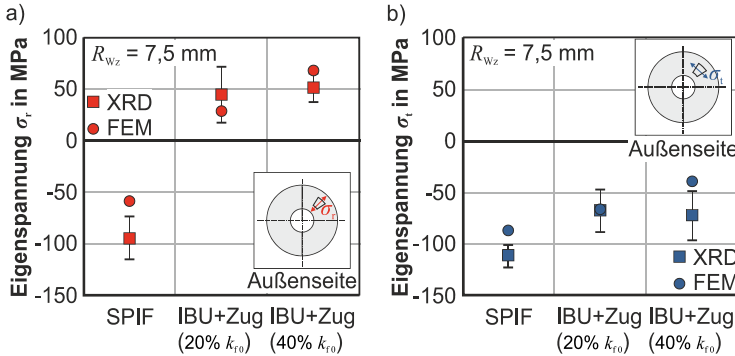 a)
Eigenspannung σr in MPa
100
50
0
-50
-100
-150
RWz = 7,5 mm
XRD
FEM
σr
Außenseite
SPIF
IBU+Zug
(20% kf0)
IBU+Zug
(40% kf0)
b)
Eigenspannung σt in MPa
100
50
0
-50
-100
-150
RWz = 7,5 mm
σt
Außenseite
XRD
FEM
SPIF
IBU+Zug
(20% kf0)
IBU+Zug
(40% kf0)